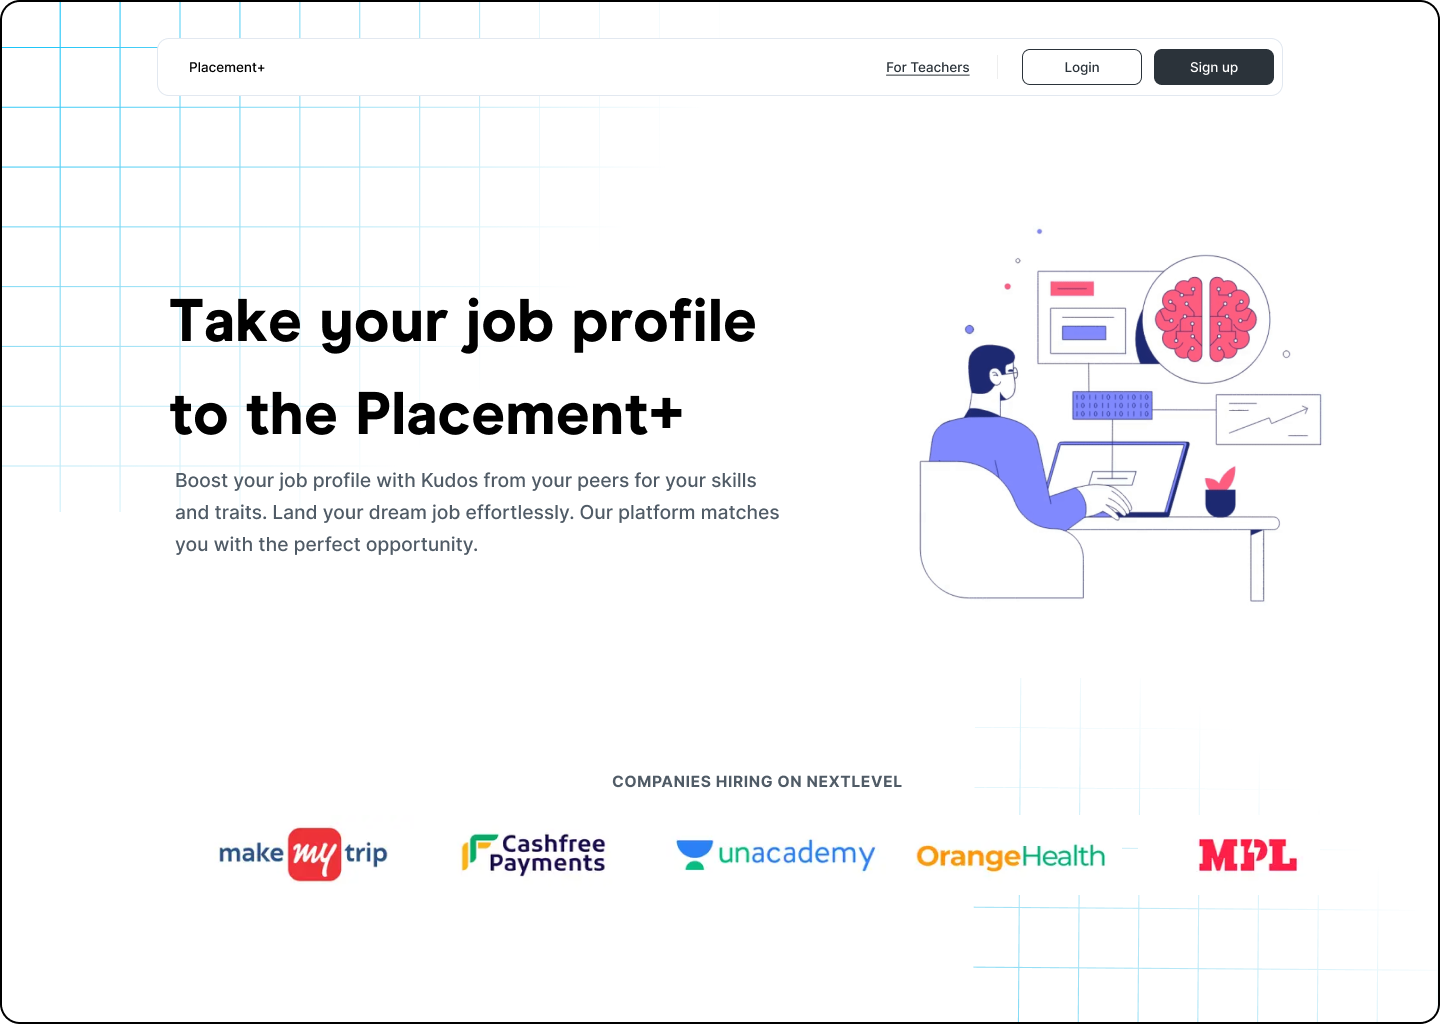 Placement+
For Teachers
Login
Sign up
Take your job profile
to the Placement+
Boost your job profile with Kudos from your peers for your skills
and traits. Land your dream job effortlessly. Our platform matches
you with the perfect opportunity.
COMPANIES HIRING ON NEXTLEVEL
make my trip
Cashfree
Payments
unacademy
OrangeHealth
MPL